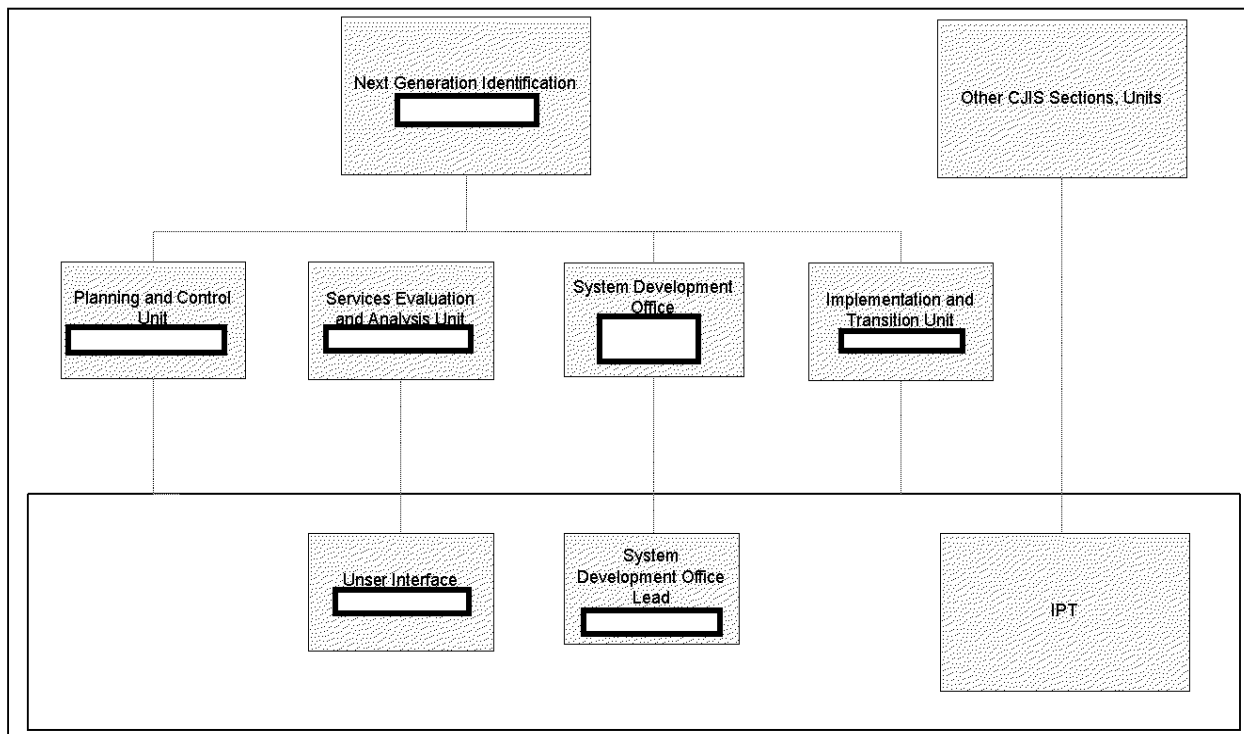 Next Generation Identification
Other CJIS Sections, Units
Planning and Control
Unit
Services Evaluation
and Analysis Unit
System Development
Office
Implementation and
Transition Unit
Unser Interface
System
Development Office
Lead
IPT